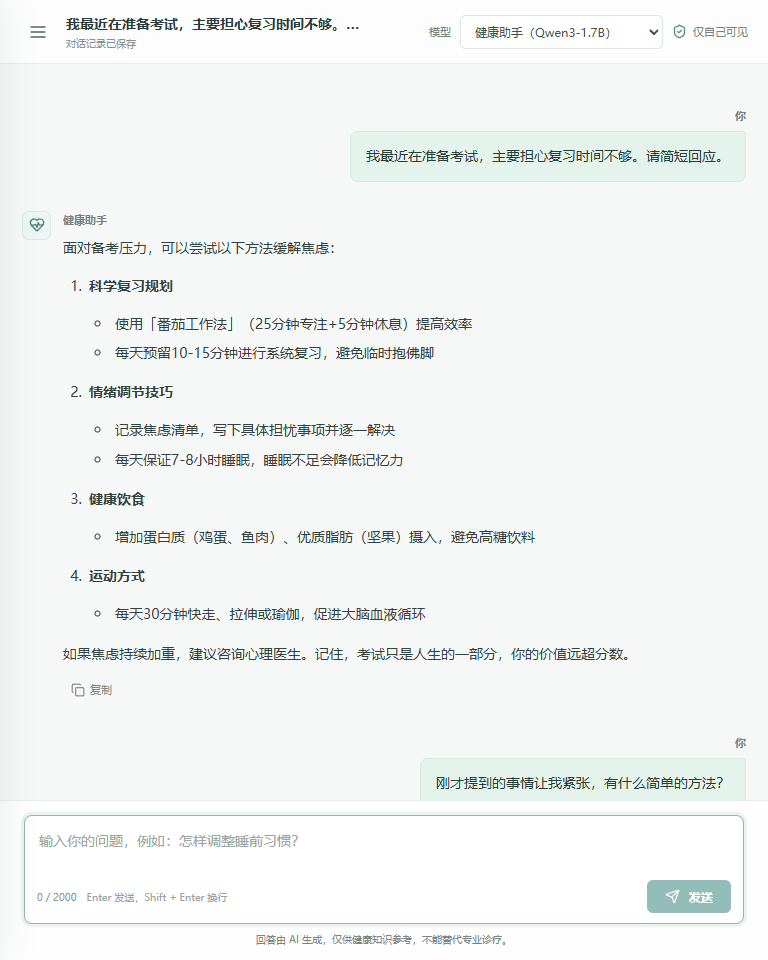 我最近在准备考试，主要担心复习时间不够。...
对话记录已保存
模型
健康助手（Qwen3-1.7B）
仅自己可见
你
我最近在准备考试，主要担心复习时间不够。请简短回应。
健康助手
面对备考压力，可以尝试以下方法缓解焦虑：
1. 科学复习规划
使用「番茄工作法」（25分钟专注+5分钟休息）提高效率
每天预留10-15分钟进行系统复习，避免临时抱佛脚
2. 情绪调节技巧
记录焦虑清单，写下具体担忧事项并逐一解决
每天保证7-8小时睡眠，睡眠不足会降低记忆力
3. 健康饮食
增加蛋白质（鸡蛋、鱼肉）、优质脂肪（坚果）摄入，避免高糖饮料
4. 运动方式
每天30分钟快走、拉伸或瑜伽，促进大脑血液循环
如果焦虑持续加重，建议咨询心理医生。记住，考试只是人生的一部分，你的价值远超分数。
复制
你
刚才提到的事情让我紧张，有什么简单的方法？
输入你的问题，例如：怎样调整睡前习惯？
0 / 2000 Enter 发送，Shift + Enter 换行
发送
回答由 AI 生成，仅供健康知识参考，不能替代专业诊疗。